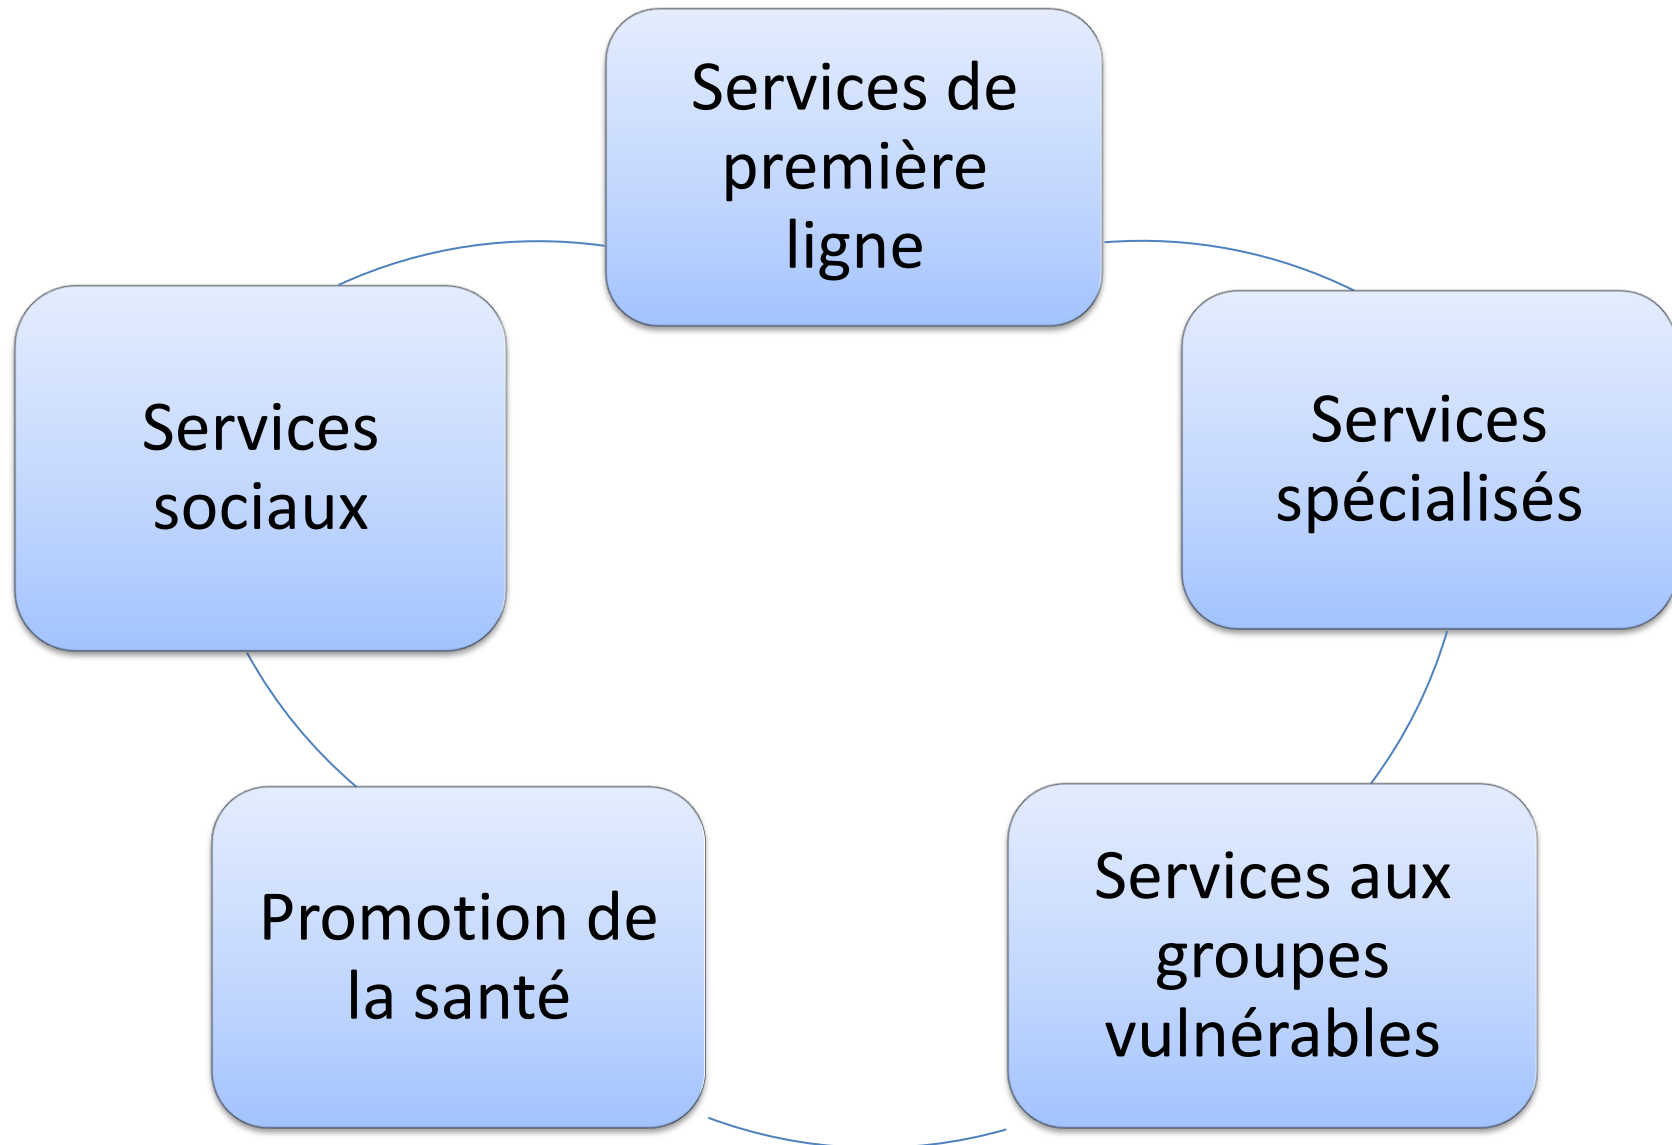 Services de
première
ligne
Services
spécialisés
Services aux
groupes
vulnérables
Promotion de
la santé
Services
sociaux